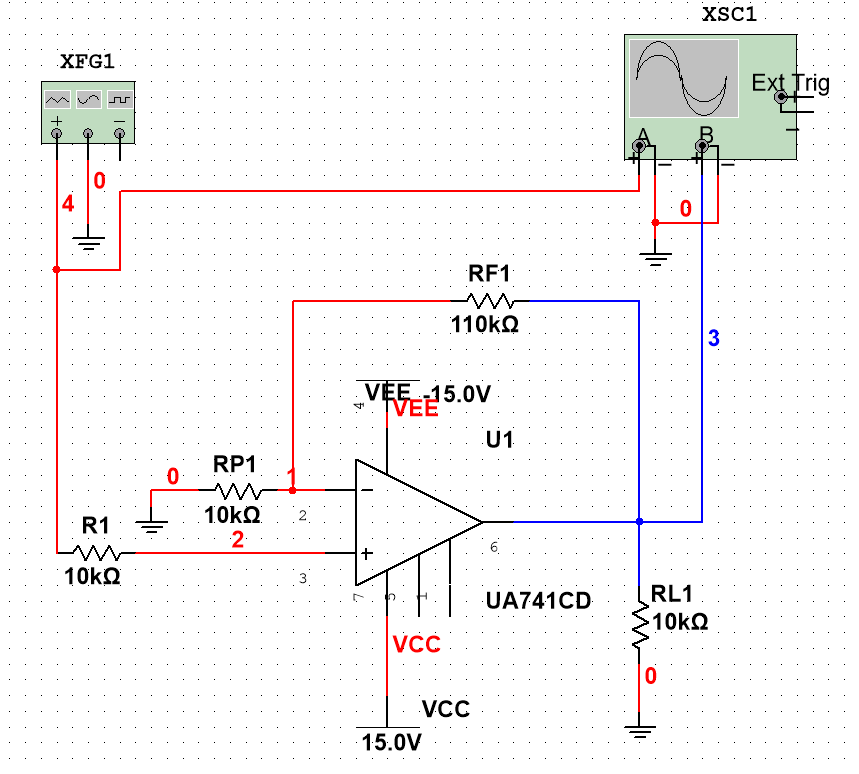 XSC1
XFG1
Ext Trig
+
–
A
B
+
–
+
–
+
–
0
4
0
RF1
110kΩ
3
VEE
-15.0V
4
VEE
U1
RP1
0
1
10kΩ
2
–
R1
2
10kΩ
3
+
6
7
5
1
UA741CD
RL1
10kΩ
VCC
0
VCC
15.0V